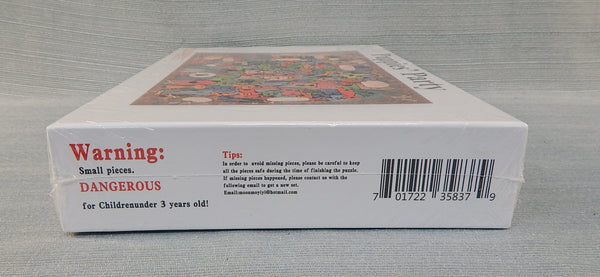 Party
Warning:
Small pieces.
DANGEROUS
for Childrenunder 3 years old!
Tips:
In order to avoid missing pieces, please be careful to keep
all the pieces safe during the time of finishing the puzzle.
If missing pieces happened, please contact us with the
following email to get a new set.
7 01722 35837 9